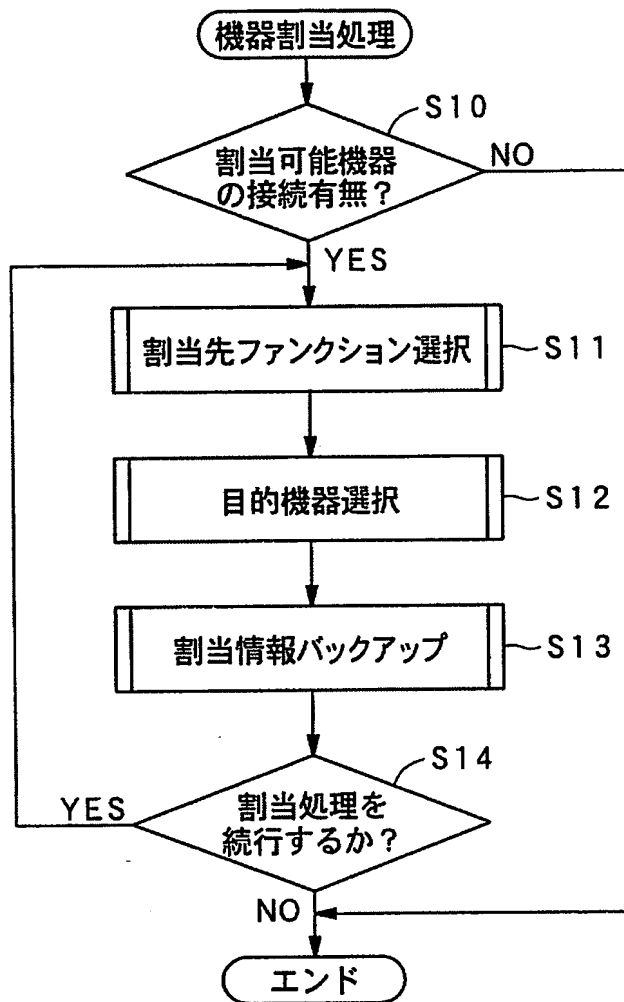 機器割当処理
S10
割当可能機器
の接続有無？
NO
YES
割当先ファンクション選択
S11
目的機器選択
S12
割当情報バックアップ
S13
S14
YES
割当処理を
続行するか？
NO
エンド